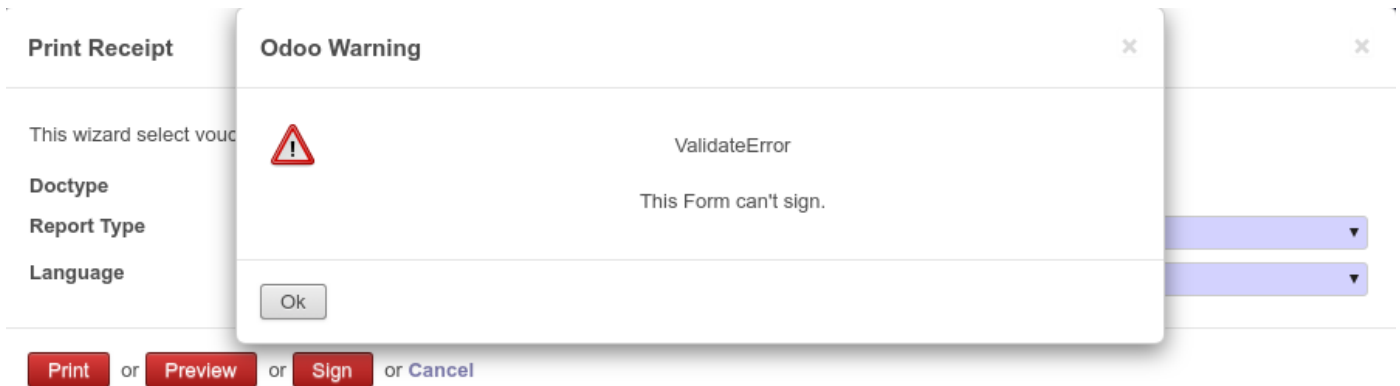 Print Receipt
Odoo Warning
×
×
This wizard select vouc
ValidateError
Doctype
This Form can't sign.
Report Type
Language
Ok
Print or Preview or Sign or Cancel